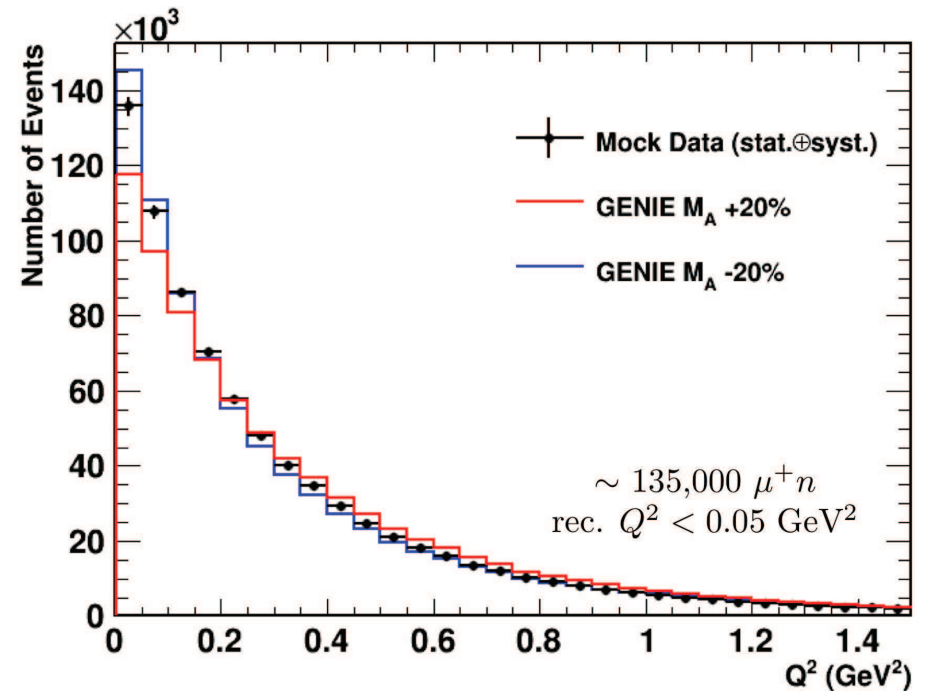 ×10³
Number of Events
140
120
100
80
60
40
20
0
Mock Data (stat.⊕syst.)
GENIE M_A +20%
GENIE M_A -20%
∼ 135,000 μ⁺n
rec. Q² < 0.05 GeV²
0 0.2 0.4 0.6 0.8 1 1.2 1.4
Q² (GeV²)